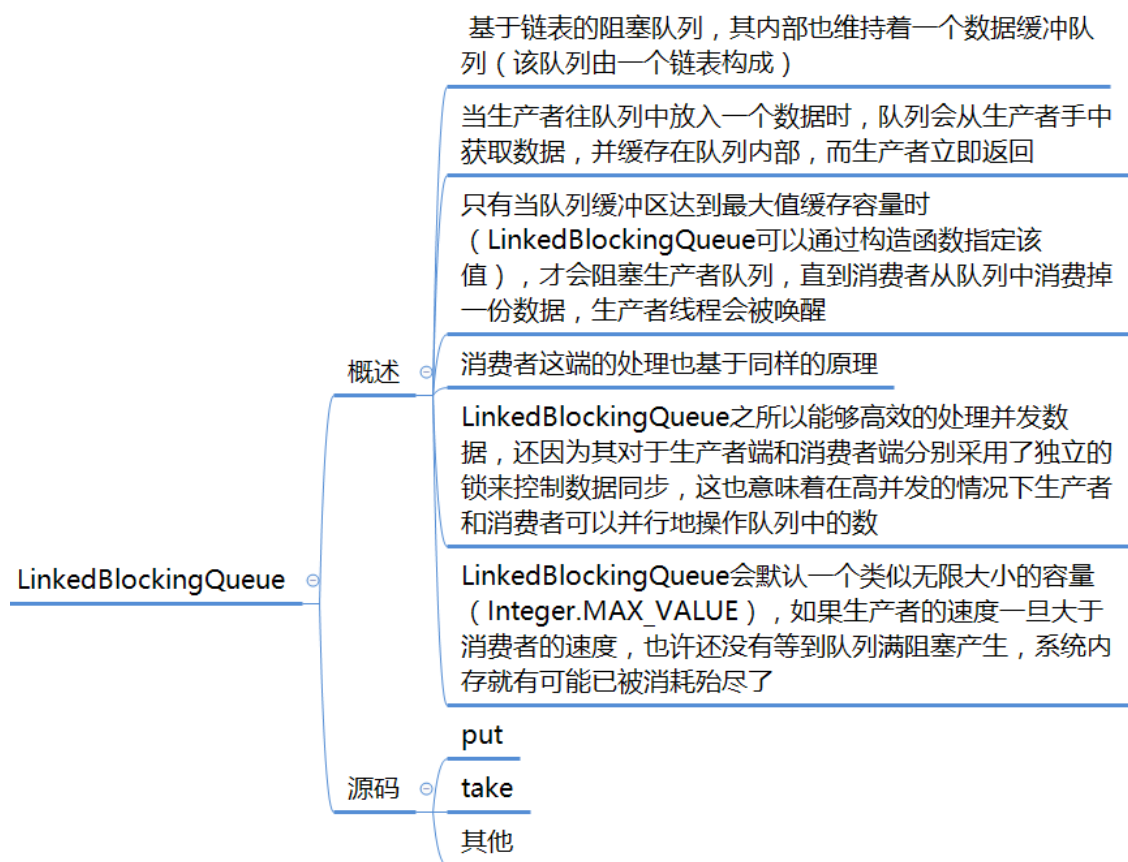 基于链表的阻塞队列，其内部也维持着一个数据缓冲队
列（该队列由一个链表构成）
当生产者往队列中放入一个数据时，队列会从生产者手中
获取数据，并缓存在队列内部，而生产者立即返回
只有当队列缓冲区达到最大值缓存容量时
（LinkedBlockingQueue可以通过构造函数指定该
值），才会阻塞生产者队列，直到消费者从队列中消费掉
一份数据，生产者线程会被唤醒
概述
消费者这端的处理也基于同样的原理
LinkedBlockingQueue之所以能够高效的处理并发数
据，还因为其对于生产者端和消费者端分别采用了独立的
锁来控制数据同步，这也意味着在高并发的情况下生产者
和消费者可以并行地操作队列中的数
LinkedBlockingQueue
LinkedBlockingQueue会默认一个类似无限大小的容量
（Integer.MAX_VALUE），如果生产者的速度一旦大于
消费者的速度，也许还没有等到队列满阻塞产生，系统内
存就有可能已被消耗殆尽了
put
源码
take
其他